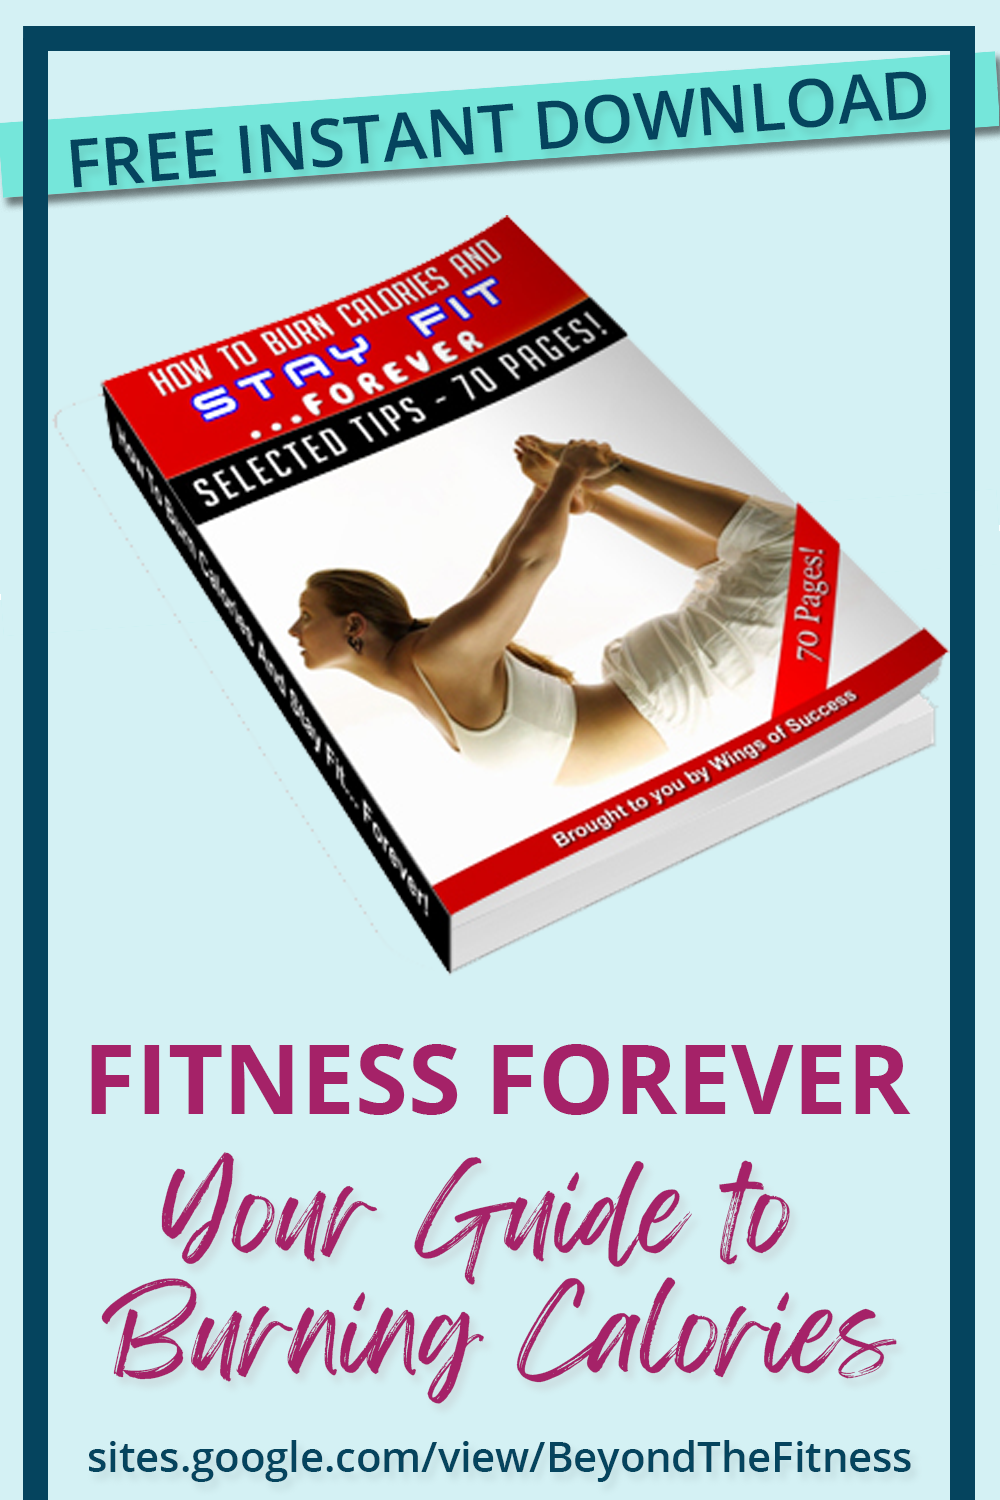 FREE INSTANT DOWNLOAD
HOW TO BURN CALORIES AND
STAY FIT
...FOREVER
SELECTED TIPS - 70 PAGES!
How To Burn Calories And Stay Fit... Forever!
70 Pages!
Brought to you by Wings of Success
FITNESS FOREVER
Your Guide to
Burning Calories
sites.google.com/view/BeyondTheFitness